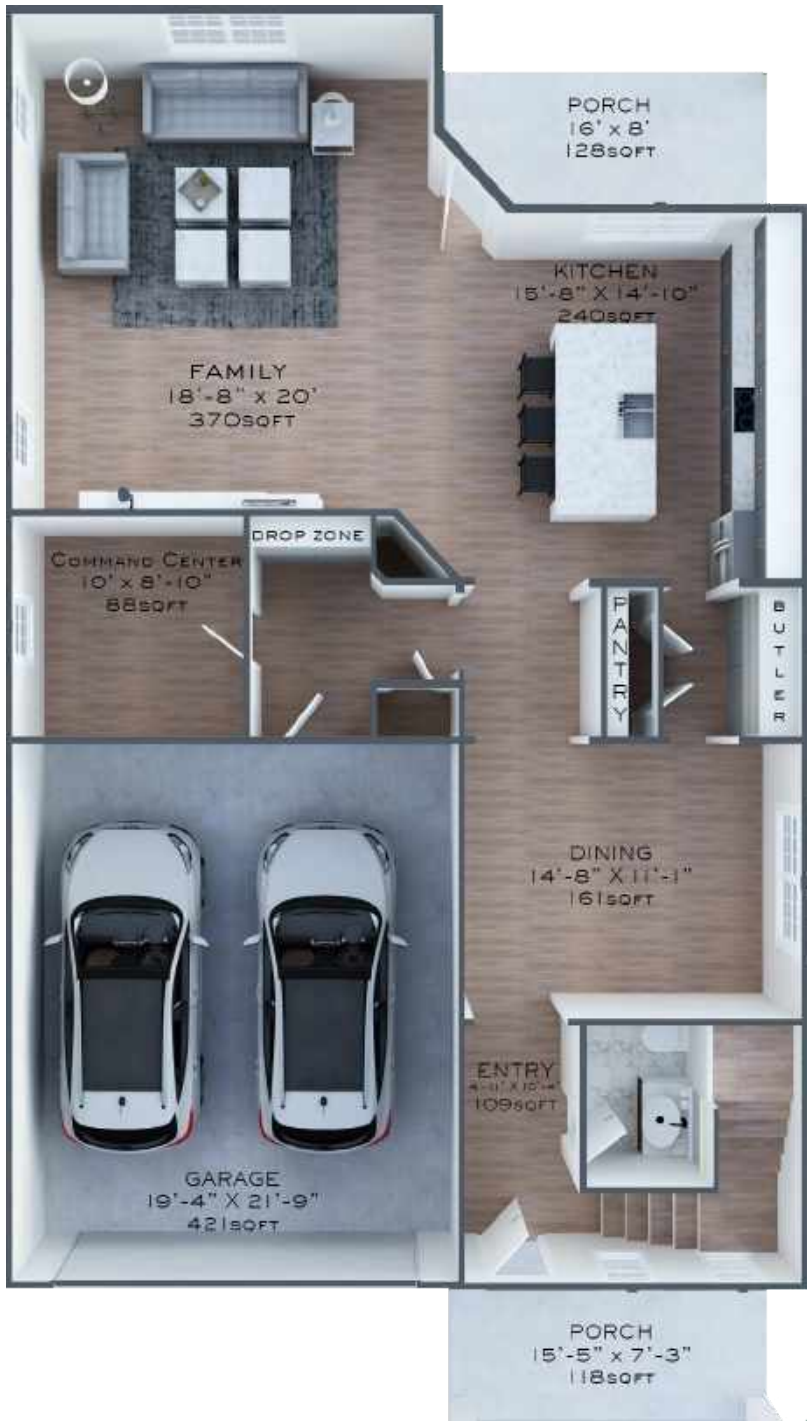 PORCH
16' x 8'
128SQFT
KITCHEN
15'-8" X 14'-10"
240SQFT
FAMILY
18'-8" x 20'
370SQFT
DROP ZONE
COMMAND CENTER
10' x 8'-10"
88SQFT
PANTRY
BUTLER
DINING
14'-8" X 11'-1"
161SQFT
ENTRY
109SQFT
GARAGE
19'-4" X 21'-9"
421SQFT
PORCH
15'-5" x 7'-3"
118SQFT